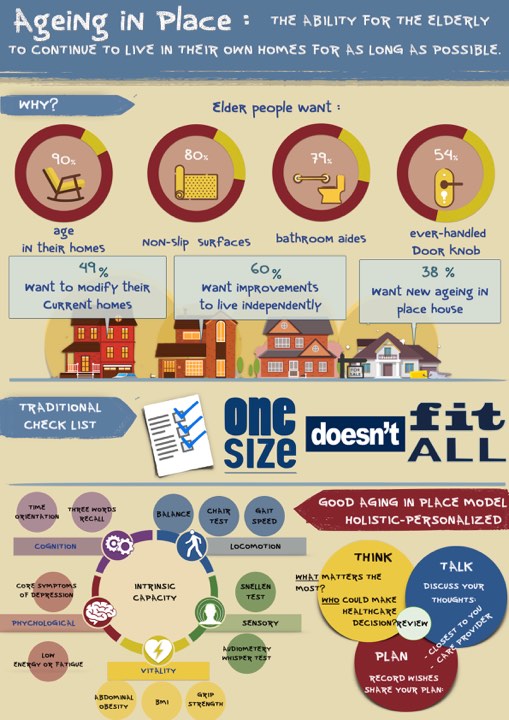 Ageing in Place : THE ABILITY FOR THE ELDERLY
TO CONTINUE TO LIVE IN THEIR OWN HOMES FOR AS LONG AS POSSIBLE.
WHY?
Elder people want :
90%
80%
79%
54%
age
in their homes
Non-slip surfaces
bathroom aides
ever-handled
Door knob
49%
Want to modify their
current homes
60%
Want improvements
to live independently
38 %
Want new ageing in
place house
FOR
SALE
TRADITIONAL
CHECK LIST
one
SIZE
doesn't
fit
ALL
GOOD AGING IN PLACE MODEL
HOLISTIC-PERSONALIZED
TIME
ORIENTATION
THREE WORDS
RECALL
BALANCE
CHAIR
TEST
GAIT
SPEED
COGNITION
LOCOMOTION
CORE SYMPTOMS
OF DEPRESSION
INTRINSIC
CAPACITY
SNELLEN
TEST
PSYCHOLOGICAL
SENSORY
LOW
ENERGY OR FATIGUE
AUDIOMETERY
WHISPER TEST
VITALITY
ABDOMINAL
OBESITY
BMI
GRIP
STRENGTH
THINK
WHAT MATTERS THE
MOST?
WHO COULD MAKE
HEALTHCARE
DECISION?
TALK
DISCUSS YOUR
THOUGHTS:
- CLOSEST TO YOU
- CARE PROVIDER
REVIEW
PLAN
RECORD WISHES
SHARE YOUR PLAN: